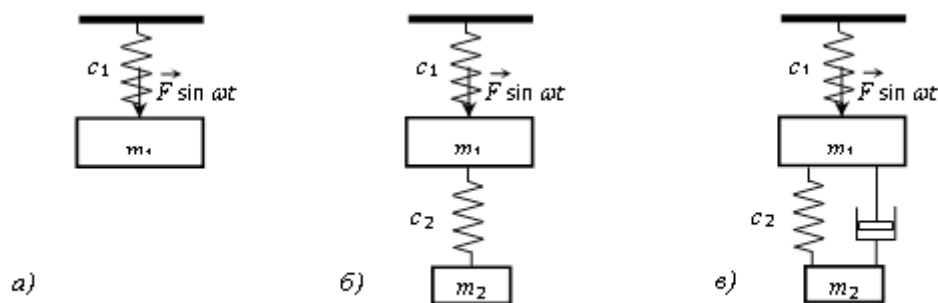 c₁
F⃗ sin ωt
m₁
а)
c₁
F⃗ sin ωt
m₁
c₂
m₂
б)
c₁
F⃗ sin ωt
m₁
c₂
m₂
в)